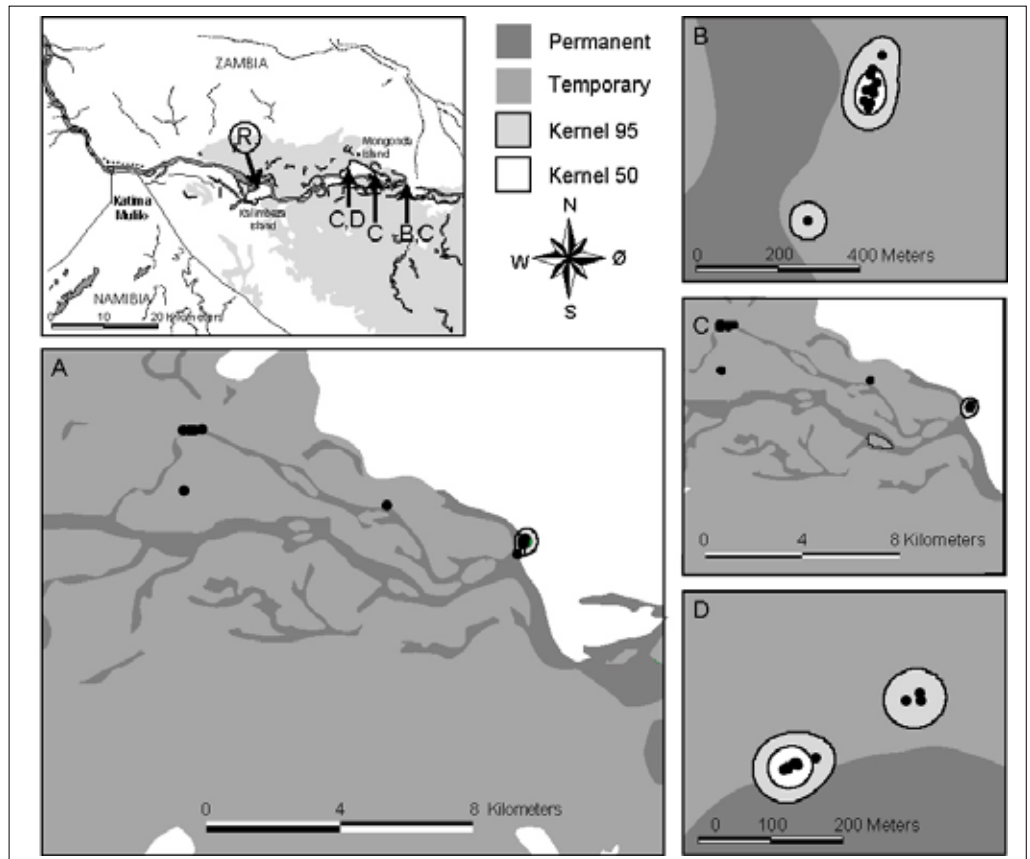 ZAMBIA
Mongonda
Island
R
Kalimbeza
Island
Katima
Mulilo
C,D
C
B,C
NAMIBIA
0 10 20 Kilometers
Permanent
Temporary
Kernel 95
Kernel 50
N
W Ø
S
B
0 200 400 Meters
A
0 4 8 Kilometers
C
0 4 8 Kilometers
D
0 100 200 Meters